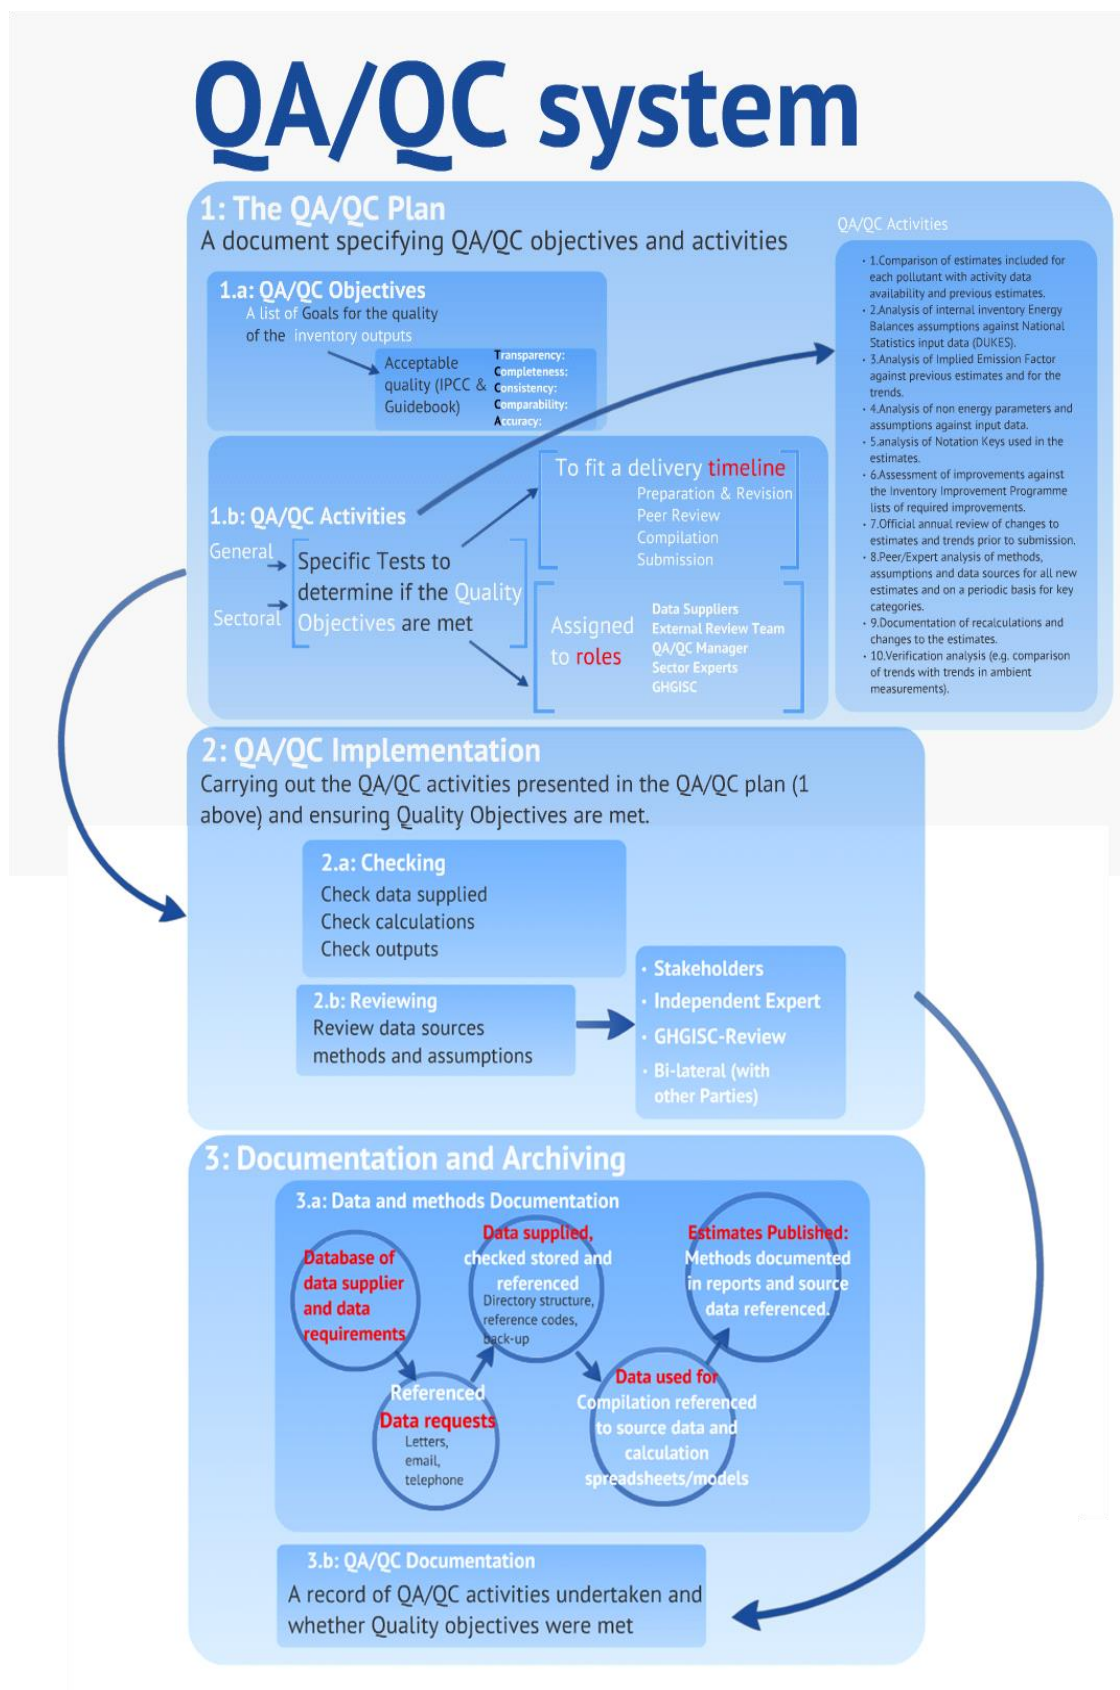 QA/QC system
1: The QA/QC Plan
A document specifying QA/QC objectives and activities
1.a: QA/QC Objectives
A list of Goals for the quality
of the inventory outputs
Acceptable
quality (IPCC &
Guidebook)
Transparency:
Completeness:
Consistency:
Comparability:
Accuracy:
1.b: QA/QC Activities
General
Sectoral
Specific Tests to
determine if the Quality
Objectives are met
To fit a delivery timeline
Preparation & Revision
Peer Review
Compilation
Submission
Assigned
to roles
Data Suppliers
External Review Team
QA/QC Manager
Sector Experts
GHGISC
QA/QC Activities
• 1.Comparison of estimates included for
each pollutant with activity data
availability and previous estimates.
• 2.Analysis of internal inventory Energy
Balances assumptions against National
Statistics input data (DUKES).
• 3.Analysis of Implied Emission Factor
against previous estimates and for the
trends.
• 4.Analysis of non energy parameters and
assumptions against input data.
• 5.analysis of Notation Keys used in the
estimates.
• 6.Assessment of improvements against
the Inventory Improvement Programme
lists of required improvements.
• 7.Official annual review of changes to
estimates and trends prior to submission.
• 8.Peer/Expert analysis of methods,
assumptions and data sources for all new
estimates and on a periodic basis for key
categories.
• 9.Documentation of recalculations and
changes to the estimates.
• 10.Verification analysis (e.g. comparison
of trends with trends in ambient
measurements).
2: QA/QC Implementation
Carrying out the QA/QC activities presented in the QA/QC plan (1
above) and ensuring Quality Objectives are met.
2.a: Checking
Check data supplied
Check calculations
Check outputs
2.b: Reviewing
Review data sources
methods and assumptions
• Stakeholders
• Independent Expert
• GHGISC-Review
• Bi-lateral (with
other Parties)
3: Documentation and Archiving
3.a: Data and methods Documentation
Database of
data supplier
and data
requirements
Referenced
Data requests
Letters,
email,
telephone
Data supplied,
checked stored and
referenced
Directory structure,
reference codes,
back-up
Data used for
Compilation referenced
to source data and
calculation
spreadsheets/models
Estimates Published:
Methods documented
in reports and source
data referenced.
3.b: QA/QC Documentation
A record of QA/QC activities undertaken and
whether Quality objectives were met